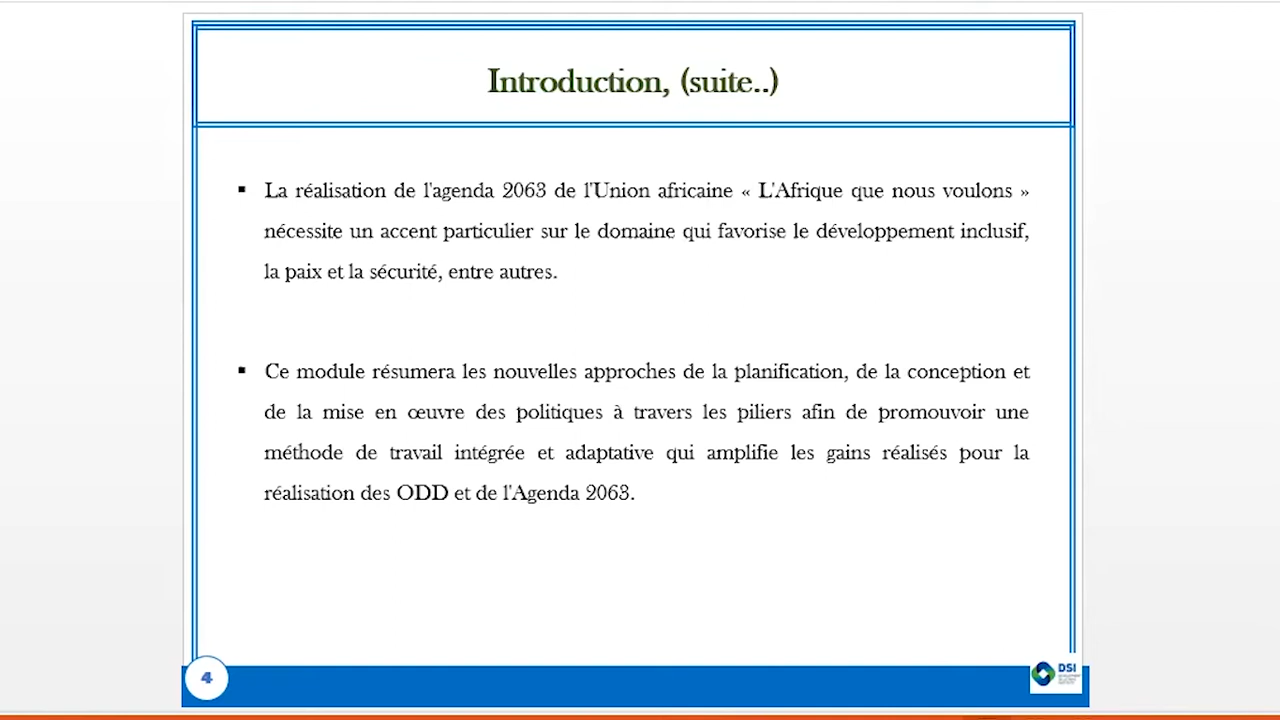 Introduction, (suite..)
▪ La réalisation de l'agenda 2063 de l'Union africaine « L'Afrique que nous voulons »
nécessite un accent particulier sur le domaine qui favorise le développement inclusif,
la paix et la sécurité, entre autres.
▪ Ce module résumera les nouvelles approches de la planification, de la conception et
de la mise en œuvre des politiques à travers les piliers afin de promouvoir une
méthode de travail intégrée et adaptative qui amplifie les gains réalisés pour la
réalisation des ODD et de l'Agenda 2063.
4
DSI